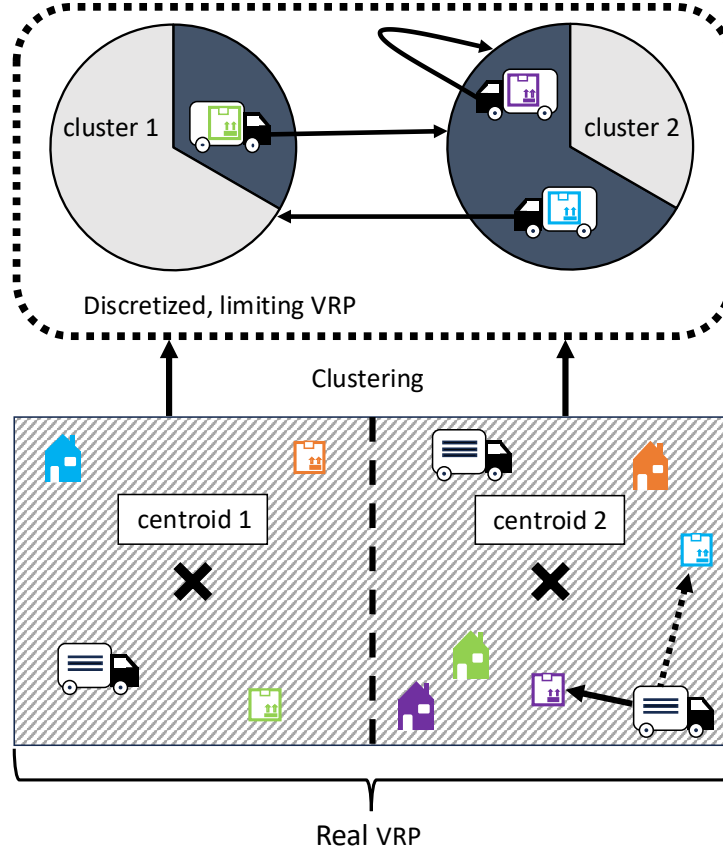 cluster 1
cluster 2
Discretized, limiting VRP
Clustering
centroid 1
centroid 2
Real VRP